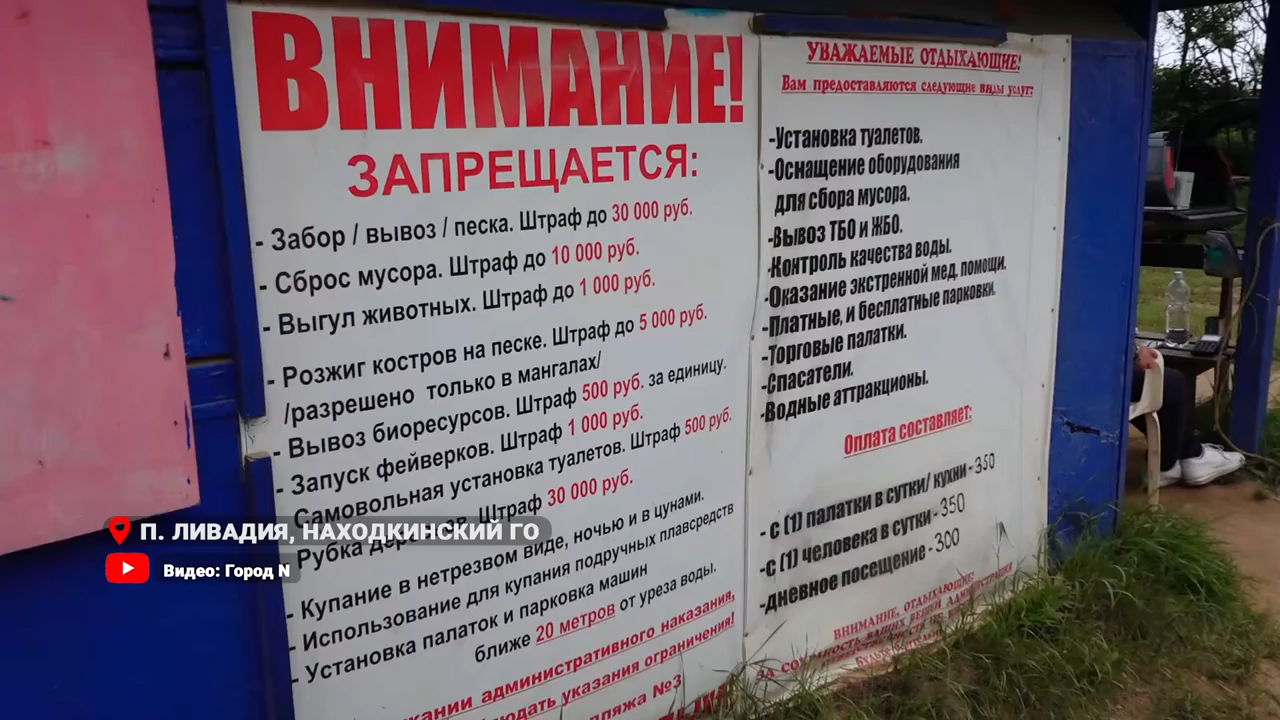 ВНИМАНИЕ!
ЗАПРЕЩАЕТСЯ:
- Забор / вывоз / песка. Штраф до 30 000 руб.
- Сброс мусора. Штраф до 10 000 руб.
- Выгул животных. Штраф до 1 000 руб.
- Розжиг костров на песке. Штраф до 5 000 руб.
/разрешено только в мангалах/
- Вывоз биоресурсов. Штраф 500 руб. за единицу.
- Запуск фейверков. Штраф 1 000 руб.
Самовольная установка туалетов. Штраф 500 руб.
Рубка деревьев. Штраф 30 000 руб.
- Купание в нетрезвом виде, ночью и в цунами.
- Использование для купания подручных плавсредств
- Установка палаток и парковка машин
ближе 20 метров от уреза воды.
административного наказания,
указания ограничения!
пляжа №3
УВАЖАЕМЫЕ ОТДЫХАЮЩИЕ!
Вам предоставляются следующие виды услуг:
-Установка туалетов.
-Оснащение оборудования
для сбора мусора.
-Вывоз ТБО и ЖБО.
-Контроль качества воды.
-Оказание экстренной мед. помощи.
-Платные, и бесплатные парковки.
-Торговые палатки.
-Спасатели.
-Водные аттракционы.
Оплата составляет:
- с (1) палатки в сутки/ кухни - 350
-с (1) человека в сутки - 350
-дневное посещение - 300
ВНИМАНИЕ, ОТДЫХАЮЩИЕ!
ЗА СОХРАННОСТЬ ВАШИХ ВЕЩЕЙ АДМИНИСТРАЦИЯ
П. ЛИВАДИЯ, НАХОДКИНСКИЙ ГО
Видео: Город N